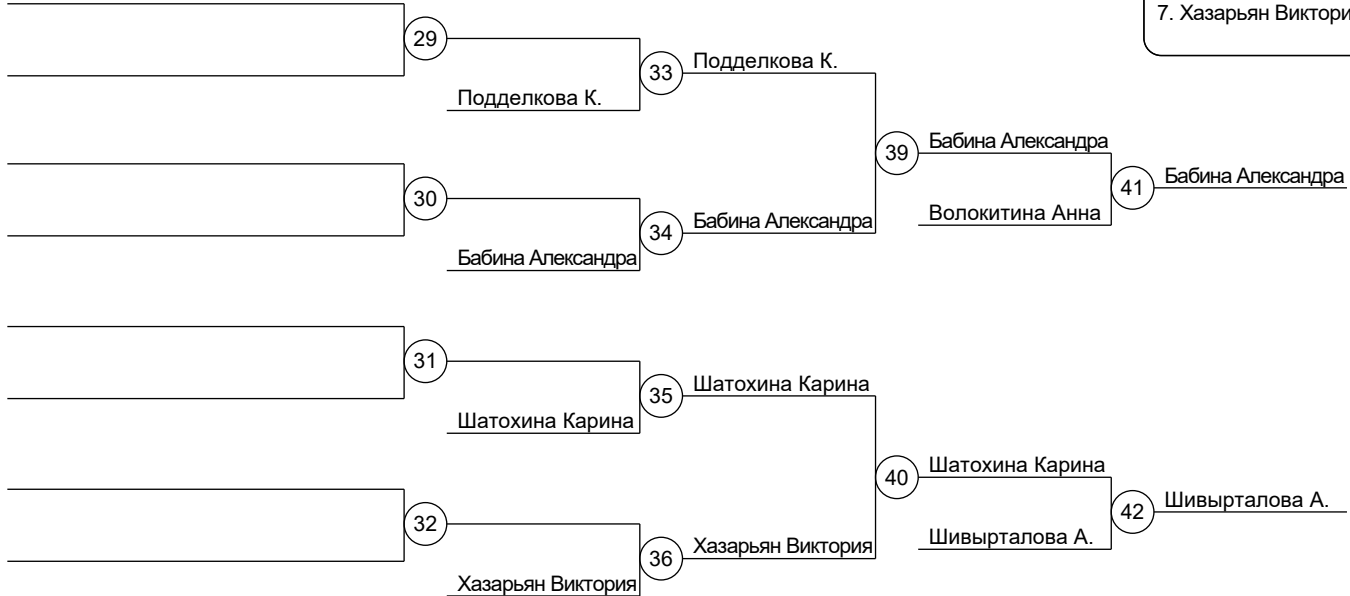 7. Хазарьян Виктори
29
33
Подделкова К.
Подделкова К.
39
Бабина Александра
41
Бабина Александра
30
34
Бабина Александра
Волокитина Анна
Бабина Александра
31
35
Шатохина Карина
Шатохина Карина
40
Шатохина Карина
42
Шивырталова А.
32
36
Хазарьян Виктория
Шивырталова А.
Хазарьян Виктория